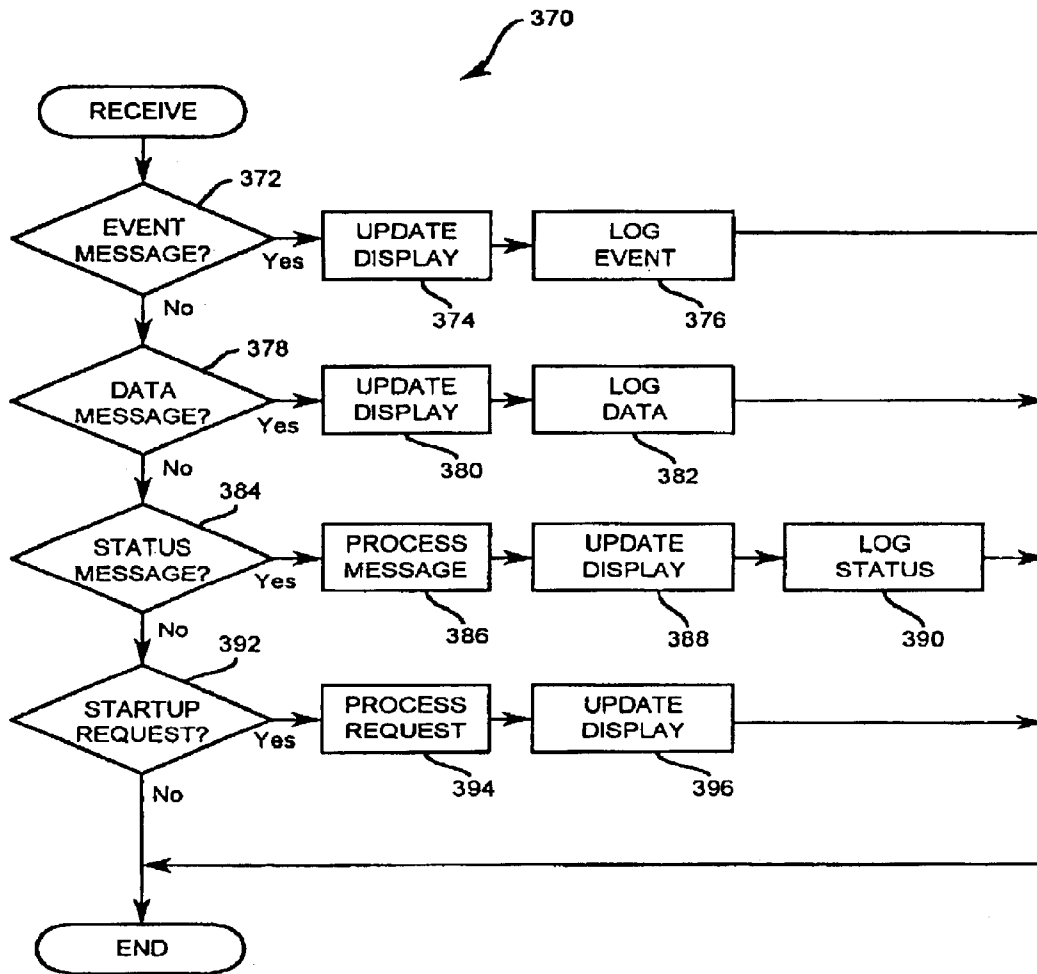 370
RECEIVE
372
EVENT
MESSAGE?
Yes
UPDATE
DISPLAY
374
LOG
EVENT
376
No
378
DATA
MESSAGE?
Yes
UPDATE
DISPLAY
380
LOG
DATA
382
No
384
STATUS
MESSAGE?
Yes
PROCESS
MESSAGE
386
UPDATE
DISPLAY
388
LOG
STATUS
390
No
392
STARTUP
REQUEST?
Yes
PROCESS
REQUEST
394
UPDATE
DISPLAY
396
No
END